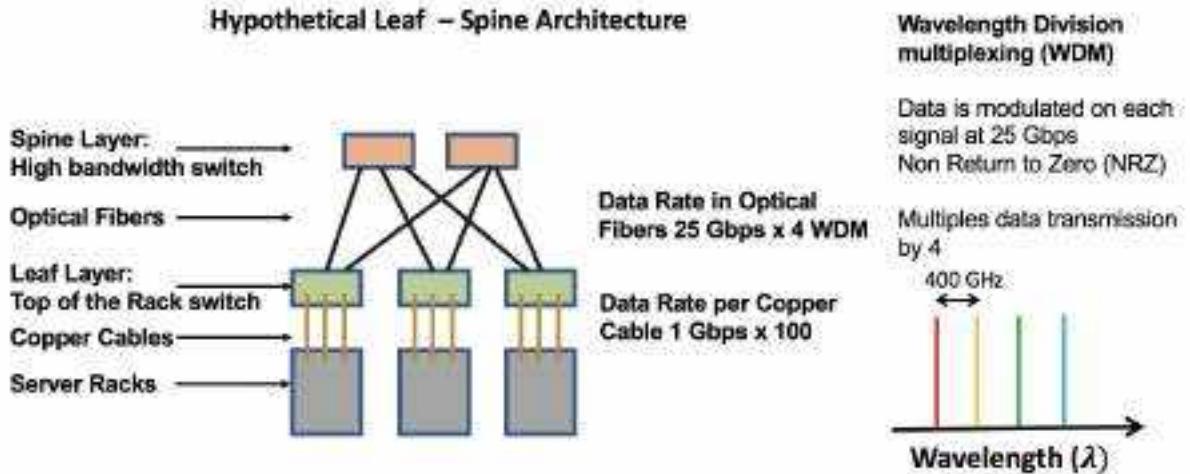 Hypothetical Leaf – Spine Architecture
Spine Layer:
High bandwidth switch
Optical Fibers
Leaf Layer:
Top of the Rack switch
Copper Cables
Server Racks
Data Rate in Optical
Fibers 25 Gbps x 4 WDM
Data Rate per Copper
Cable 1 Gbps x 100
Wavelength Division
multiplexing (WDM)
Data is modulated on each
signal at 25 Gbps
Non Return to Zero (NRZ)
Multiples data transmission
by 4
400 GHz
Wavelength (λ)